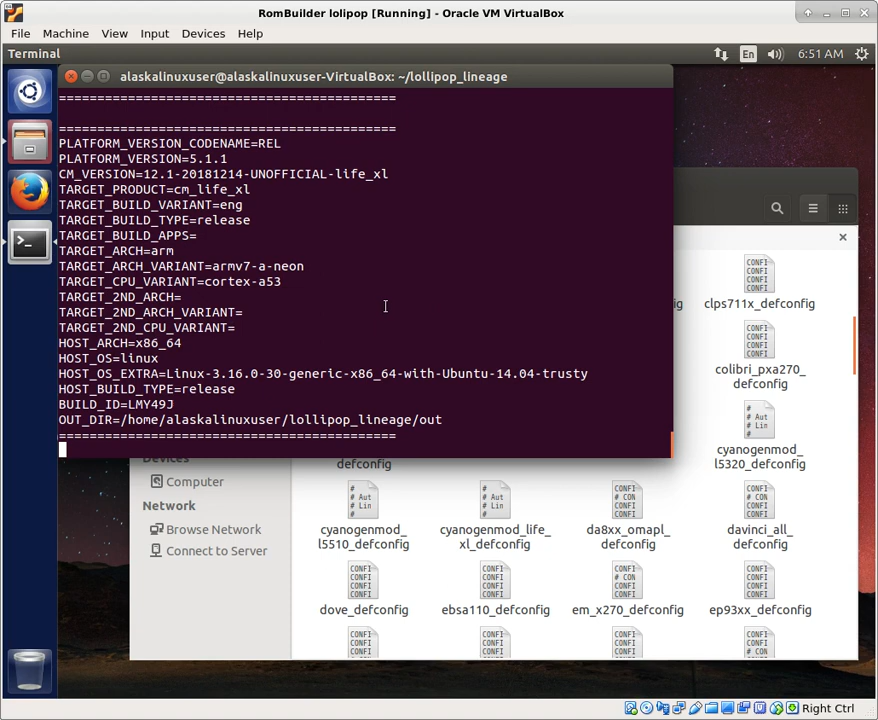 RomBuilder lolipop [Running] - Oracle VM VirtualBox
File Machine View Input Devices Help
Terminal
En
6:51 AM
alaskalinuxuser@alaskalinuxuser-VirtualBox: ~/lollipop_lineage
============================================
============================================
PLATFORM_VERSION_CODENAME=REL
PLATFORM_VERSION=5.1.1
CM_VERSION=12.1-20181214-UNOFFICIAL-life_xl
TARGET_PRODUCT=cm_life_xl
TARGET_BUILD_VARIANT=eng
TARGET_BUILD_TYPE=release
TARGET_BUILD_APPS=
TARGET_ARCH=arm
TARGET_ARCH_VARIANT=armv7-a-neon
TARGET_CPU_VARIANT=cortex-a53
TARGET_2ND_ARCH=
TARGET_2ND_ARCH_VARIANT=
TARGET_2ND_CPU_VARIANT=
HOST_ARCH=x86_64
HOST_OS=linux
HOST_OS_EXTRA=Linux-3.16.0-30-generic-x86_64-with-Ubuntu-14.04-trusty
HOST_BUILD_TYPE=release
BUILD_ID=LMY49J
OUT_DIR=/home/alaskalinuxuser/lollipop_lineage/out
============================================
ig
clps711x_defconfig
colibri_pxa270_
defconfig
cyanogenmod_
l5320_defconfig
Devices
Computer
Network
Browse Network
Connect to Server
defconfig
cyanogenmod_
l5510_defconfig
cyanogenmod_life_
xl_defconfig
da8xx_omapl_
defconfig
davinci_all_
defconfig
dove_defconfig
ebsa110_defconfig
em_x270_defconfig
ep93xx_defconfig
Right Ctrl